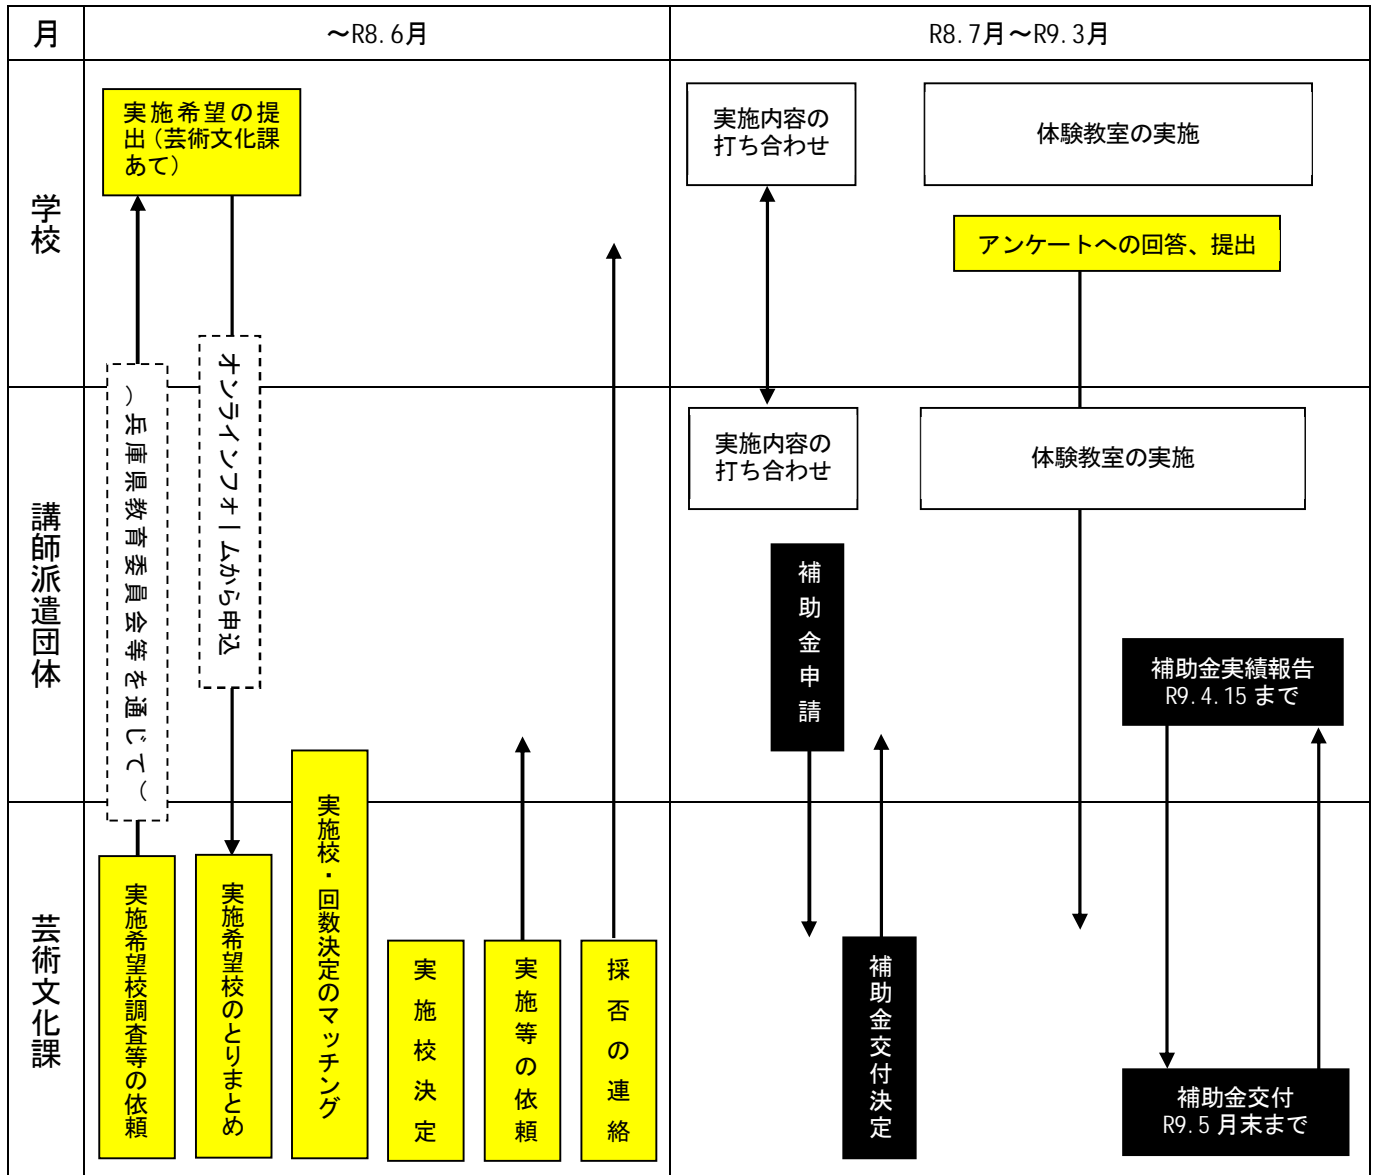 月
～R8.6月
R8.7月～R9.3月
学校
実施希望の提
出（芸術文化課
あて）
実施内容の
打ち合わせ
体験教室の実施
アンケートへの回答、提出
講師派遣団体
（兵庫県教育委員会等を通じて）
オンラインフォームから申込
実施内容の
打ち合わせ
体験教室の実施
補助金申請
補助金実績報告
R9.4.15まで
芸術文化課
実施希望校調査等の依頼
実施希望校のとりまとめ
実施校・回数決定のマッチング
実施校決定
実施等の依頼
採否の連絡
補助金交付決定
補助金交付
R9.5月末まで